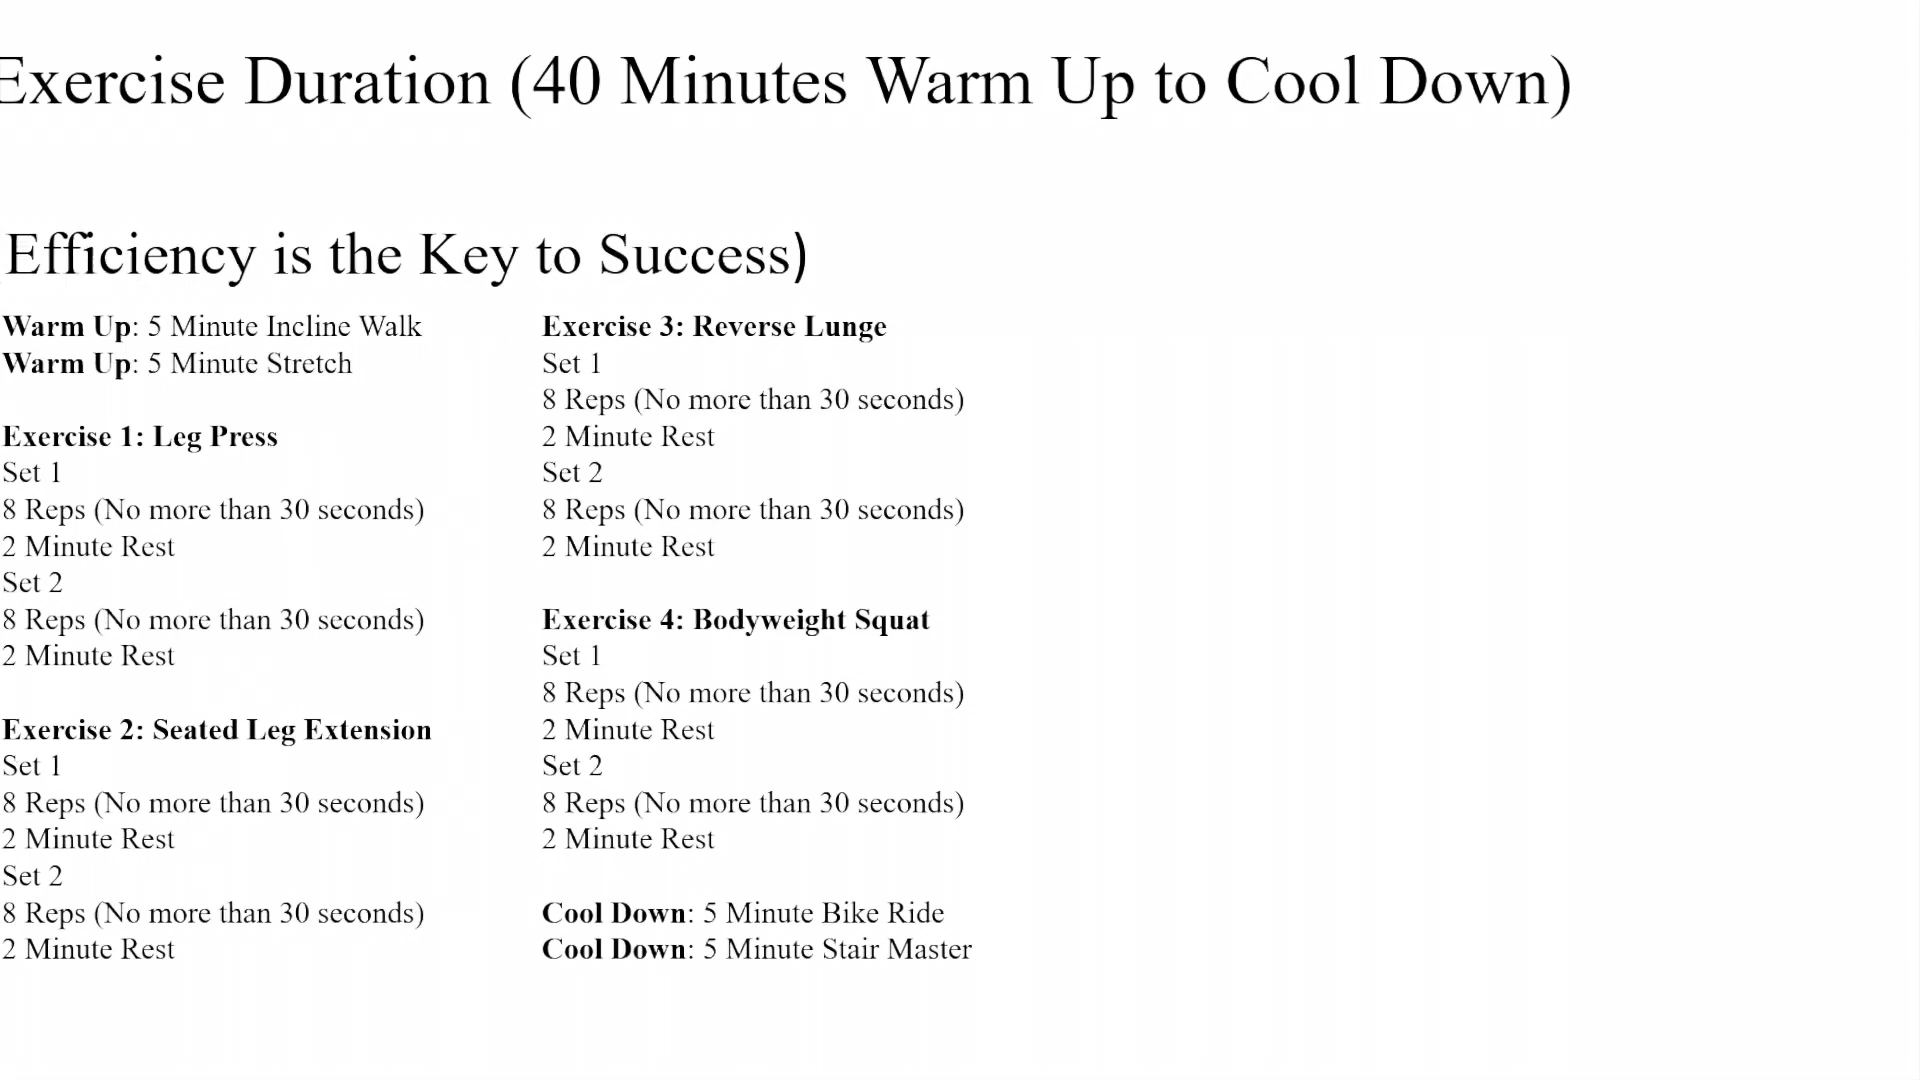 Exercise Duration (40 Minutes Warm Up to Cool Down)
Efficiency is the Key to Success)
Warm Up: 5 Minute Incline Walk
Warm Up: 5 Minute Stretch
Exercise 1: Leg Press
Set 1
8 Reps (No more than 30 seconds)
2 Minute Rest
Set 2
8 Reps (No more than 30 seconds)
2 Minute Rest
Exercise 2: Seated Leg Extension
Set 1
8 Reps (No more than 30 seconds)
2 Minute Rest
Set 2
8 Reps (No more than 30 seconds)
2 Minute Rest
Exercise 3: Reverse Lunge
Set 1
8 Reps (No more than 30 seconds)
2 Minute Rest
Set 2
8 Reps (No more than 30 seconds)
2 Minute Rest
Exercise 4: Bodyweight Squat
Set 1
8 Reps (No more than 30 seconds)
2 Minute Rest
Set 2
8 Reps (No more than 30 seconds)
2 Minute Rest
Cool Down: 5 Minute Bike Ride
Cool Down: 5 Minute Stair Master